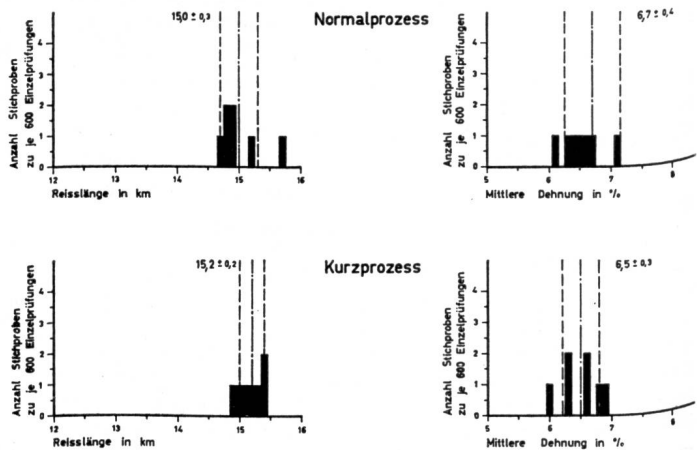 Normalprozess
15,0 ± 0,3
Anzahl Stichproben
zu je 600 Einzelprüfungen
4
3
2
1
0
12 13 14 15 16
Reisslänge in km
6,7 ± 0,4
Anzahl Stichproben
zu je 600 Einzelprüfungen
4
3
2
1
0
5 6 7 8
Mittlere Dehnung in %
Kurzprozess
15,2 ± 0,2
Anzahl Stichproben
zu je 600 Einzelprüfungen
4
3
2
1
0
12 13 14 15 16
Reisslänge in km
6,5 ± 0,3
Anzahl Stichproben
zu je 600 Einzelprüfungen
4
3
2
1
0
5 6 7 8
Mittlere Dehnung in %